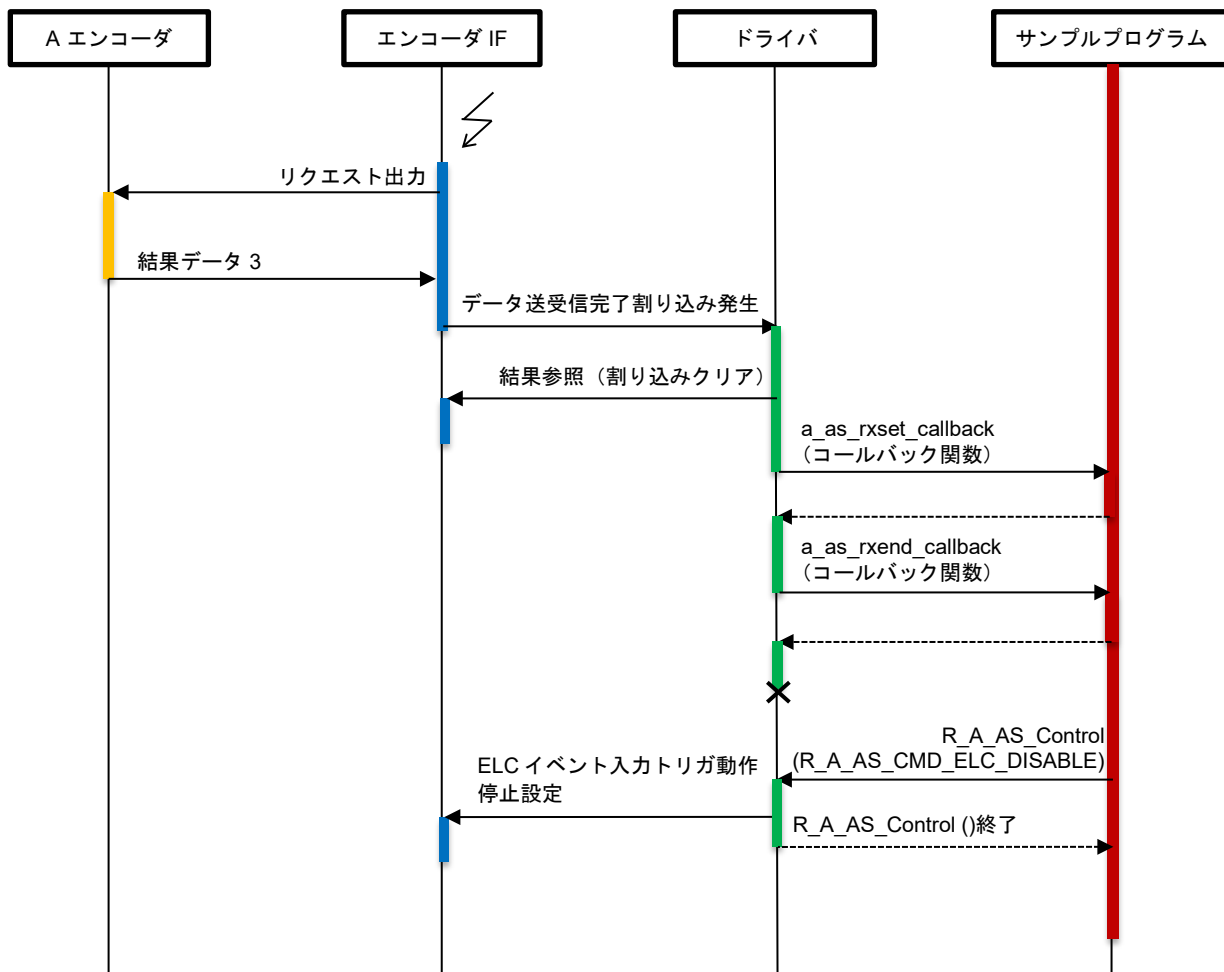 A エンコーダ
エンコーダ IF
ドライバ
サンプルプログラム
リクエスト出力
結果データ 3
データ送受信完了割り込み発生
結果参照（割り込みクリア）
a_as_rxset_callback
（コールバック関数）
a_as_rxend_callback
（コールバック関数）
R_A_AS_Control
(R_A_AS_CMD_ELC_DISABLE)
ELC イベント入力トリガ動作
停止設定
R_A_AS_Control ()終了